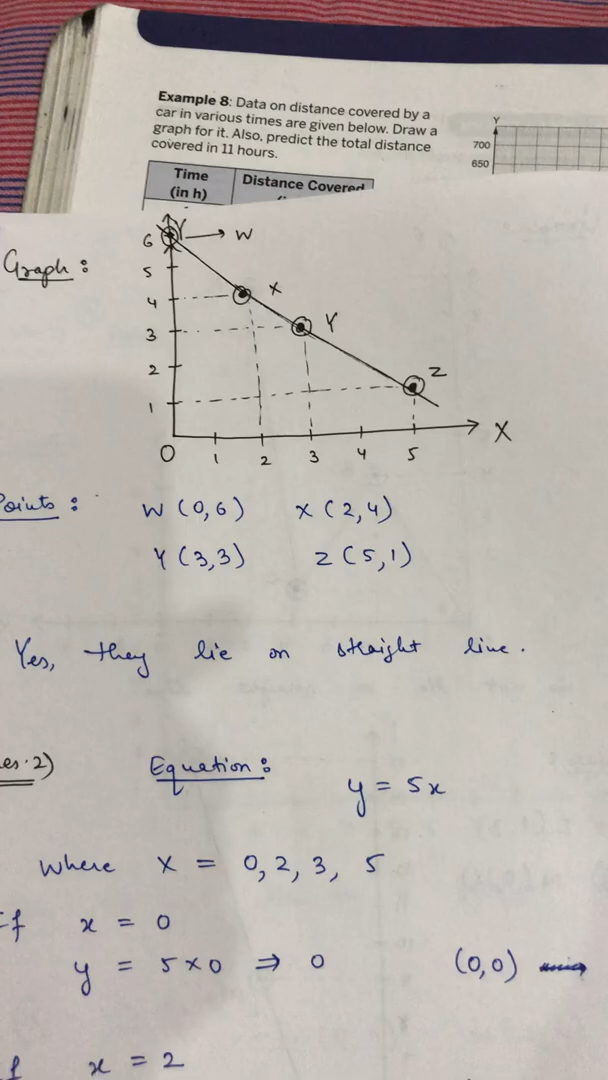 Example 8: Data on distance covered by a
car in various times are given below. Draw a
graph for it. Also, predict the total distance
covered in 11 hours.
Time
(in h)
Distance Covered
Y
700
650
Graph :
Y
W
6
5
4
3
2
1
X
Y
Z
X
0 1 2 3 4 5
Points :
W (0,6) X (2,4)
Y (3,3) Z (5,1)
Yes, they lie on straight line.
es.2) Equation :
y = 5x
Where x = 0, 2, 3, 5
If x = 0
y = 5×0 ⇒ 0 (0,0)
x = 2